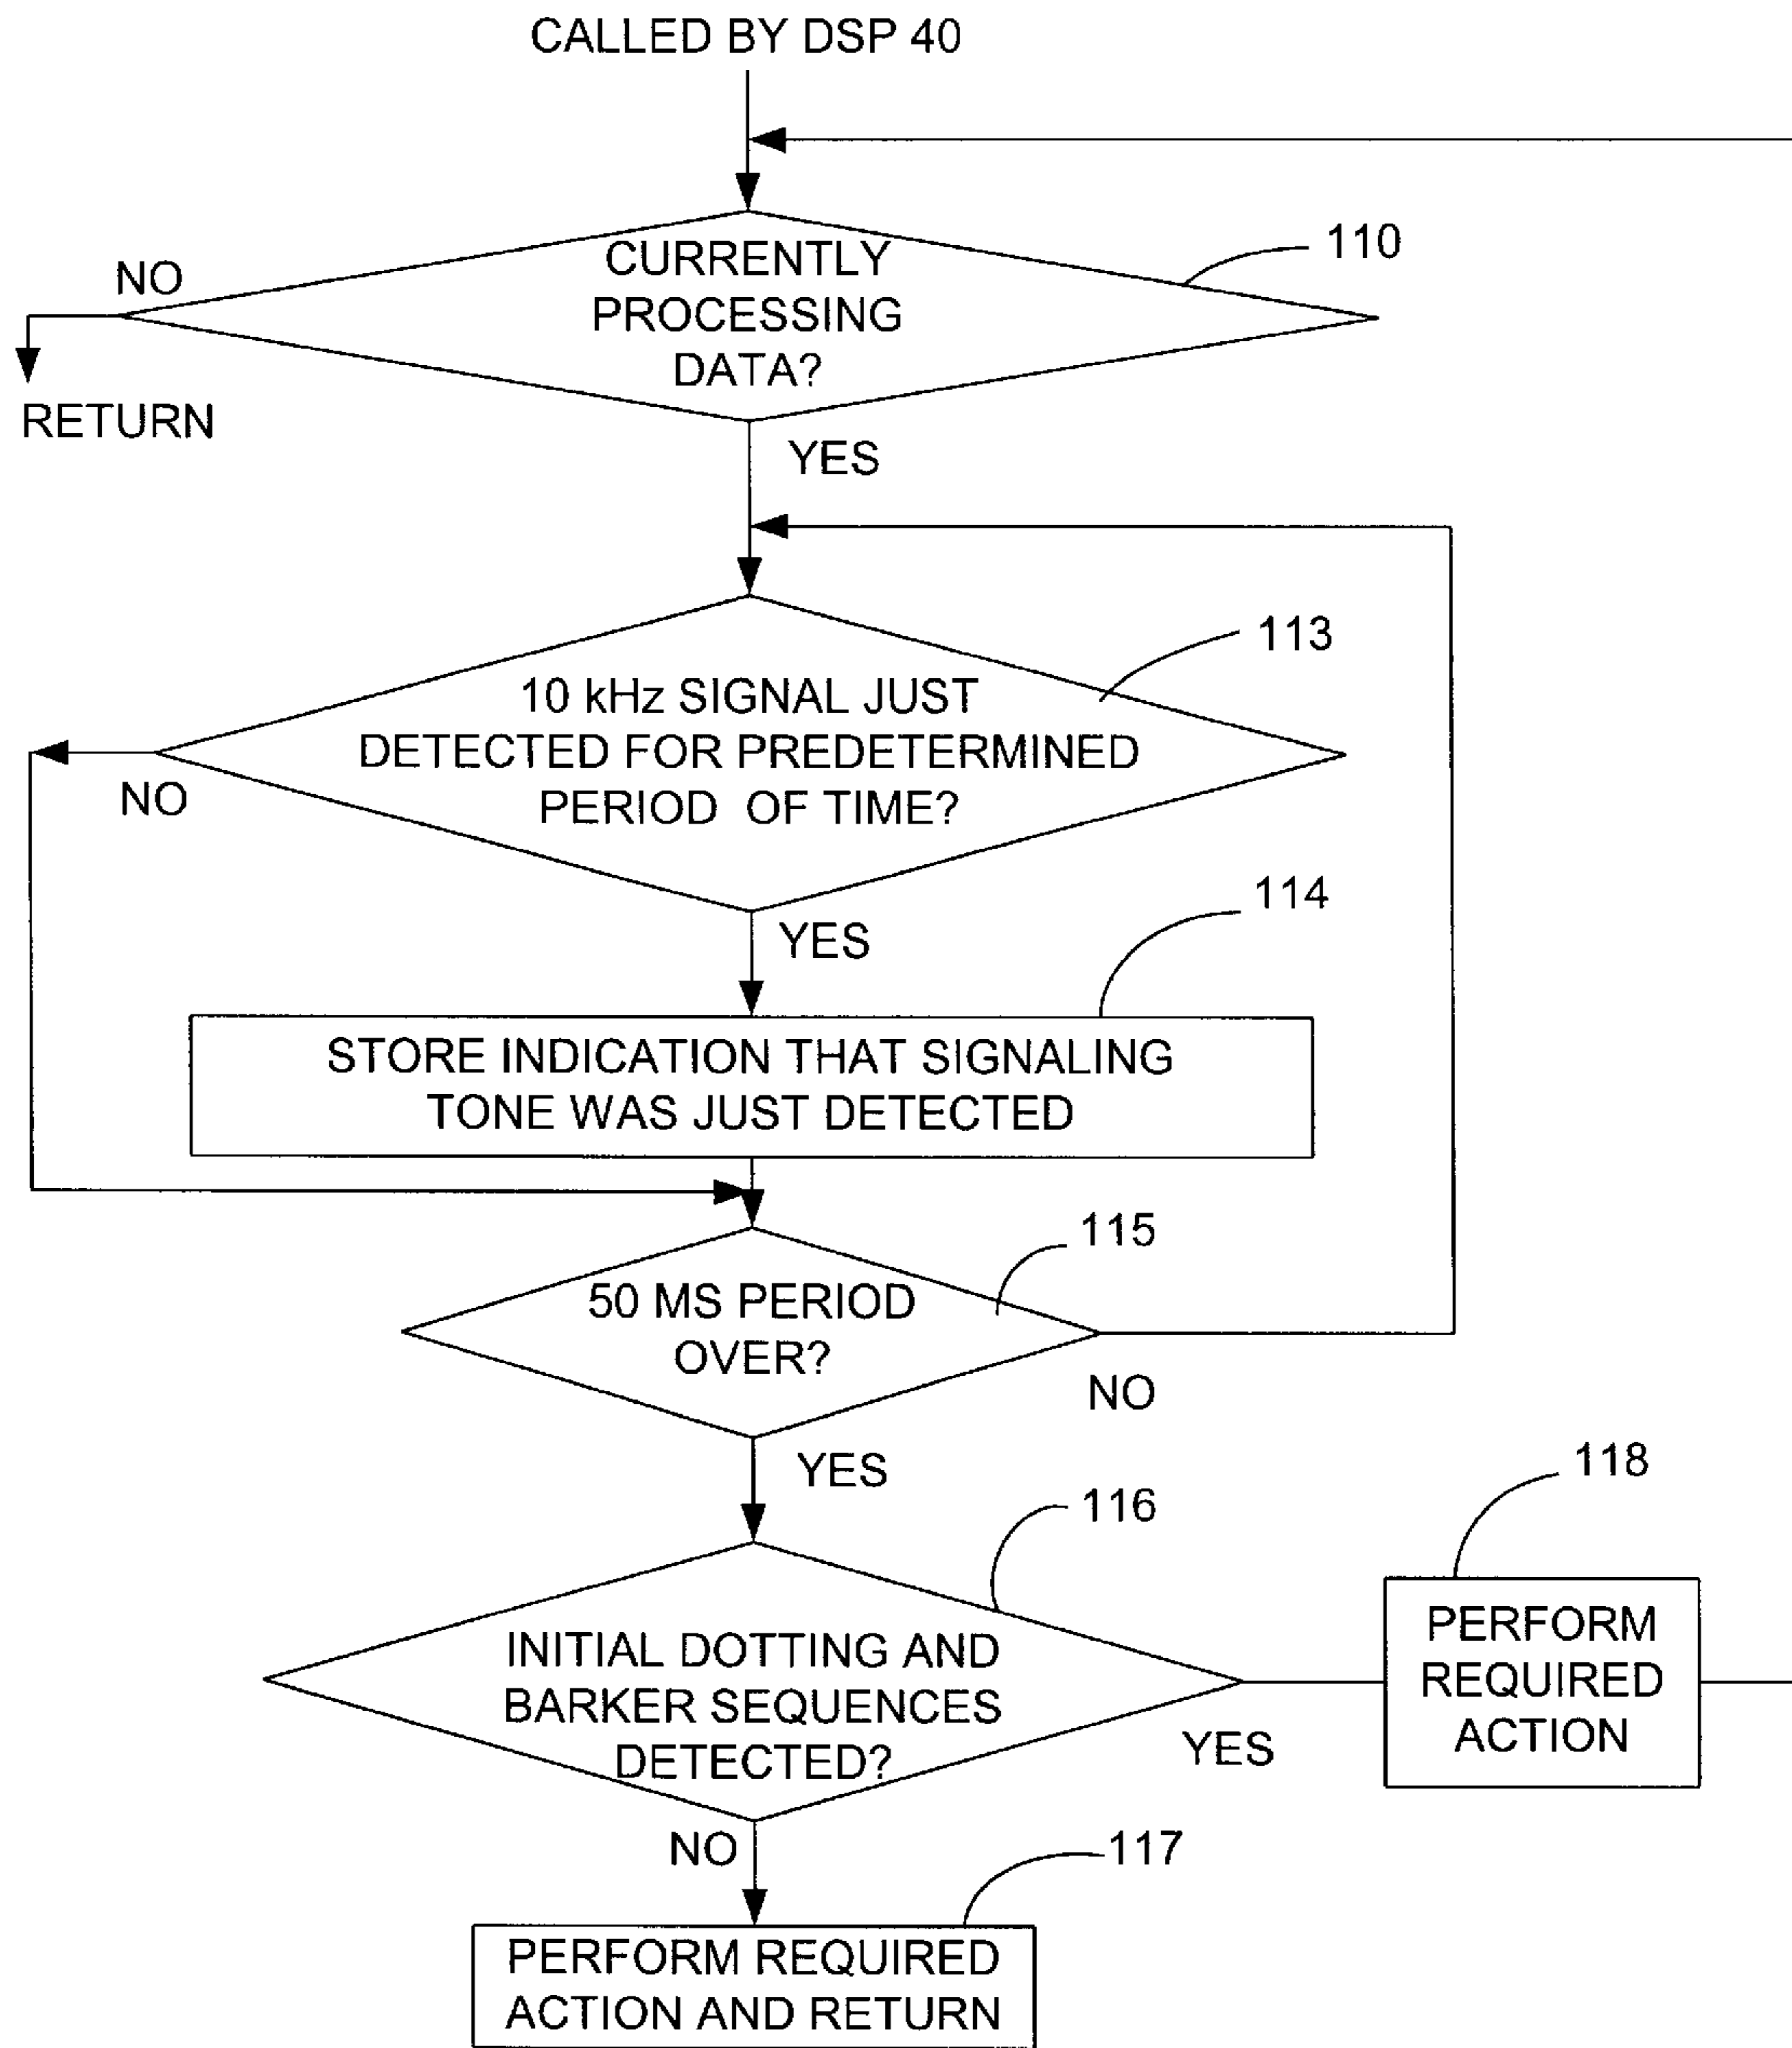 CALLED BY DSP 40
110
CURRENTLY
PROCESSING
DATA?
NO
RETURN
YES
113
10 kHz SIGNAL JUST
DETECTED FOR PREDETERMINED
PERIOD OF TIME?
NO
YES
114
STORE INDICATION THAT SIGNALING
TONE WAS JUST DETECTED
115
50 MS PERIOD
OVER?
NO
YES
116
118
INITIAL DOTTING AND
BARKER SEQUENCES
DETECTED?
YES
PERFORM
REQUIRED
ACTION
NO
117
PERFORM REQUIRED
ACTION AND RETURN